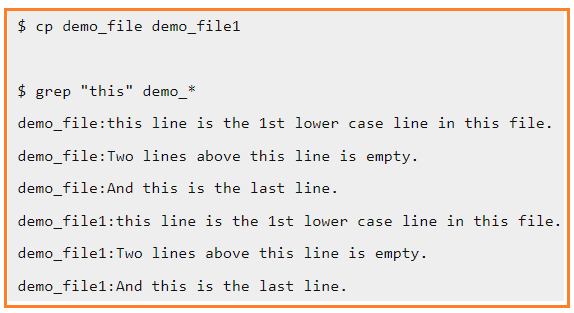 $ cp demo_file demo_file1
$ grep "this" demo_*
demo_file:this line is the 1st lower case line in this file.
demo_file:Two lines above this line is empty.
demo_file:And this is the last line.
demo_file1:this line is the 1st lower case line in this file.
demo_file1:Two lines above this line is empty.
demo_file1:And this is the last line.